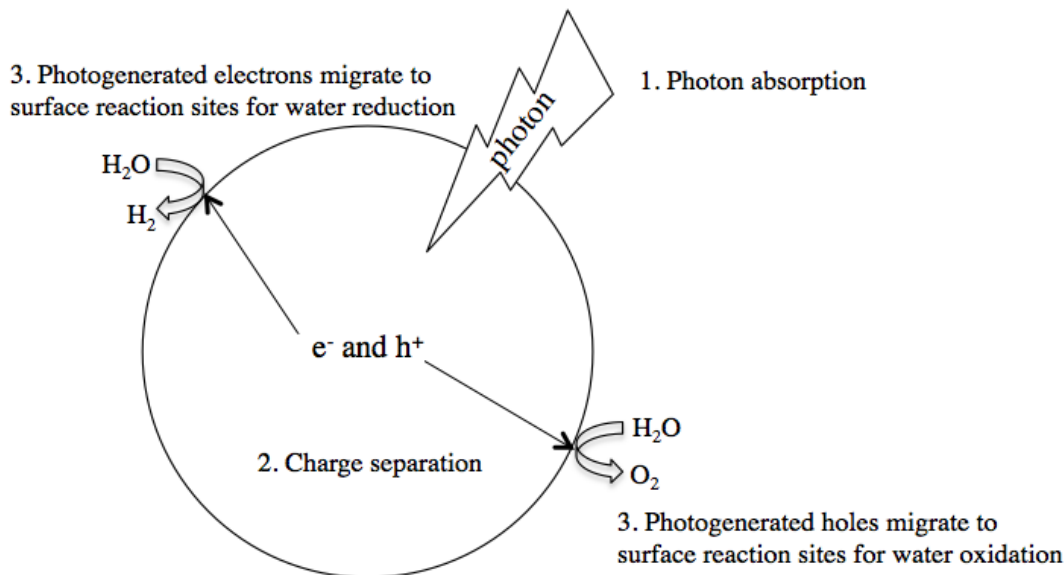 3. Photogenerated electrons migrate to
surface reaction sites for water reduction
1. Photon absorption
photon
H₂O
H₂
e⁻ and h⁺
2. Charge separation
H₂O
O₂
3. Photogenerated holes migrate to
surface reaction sites for water oxidation